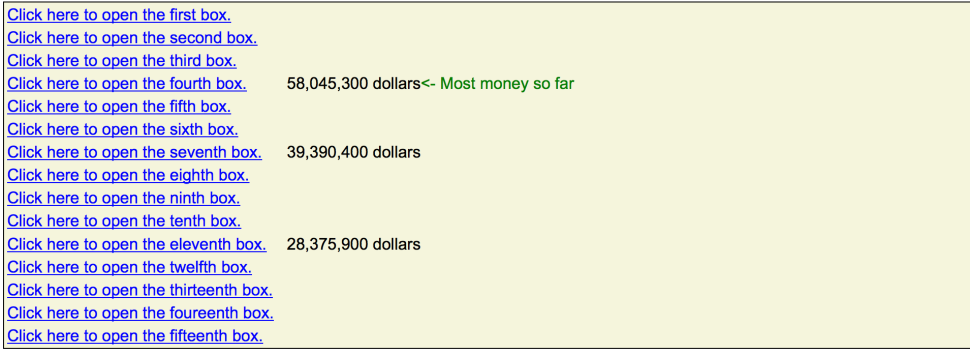 Click here to open the first box.
Click here to open the second box.
Click here to open the third box.
Click here to open the fourth box. 58,045,300 dollars<- Most money so far
Click here to open the fifth box.
Click here to open the sixth box.
Click here to open the seventh box. 39,390,400 dollars
Click here to open the eighth box.
Click here to open the ninth box.
Click here to open the tenth box.
Click here to open the eleventh box. 28,375,900 dollars
Click here to open the twelfth box.
Click here to open the thirteenth box.
Click here to open the foureenth box.
Click here to open the fifteenth box.